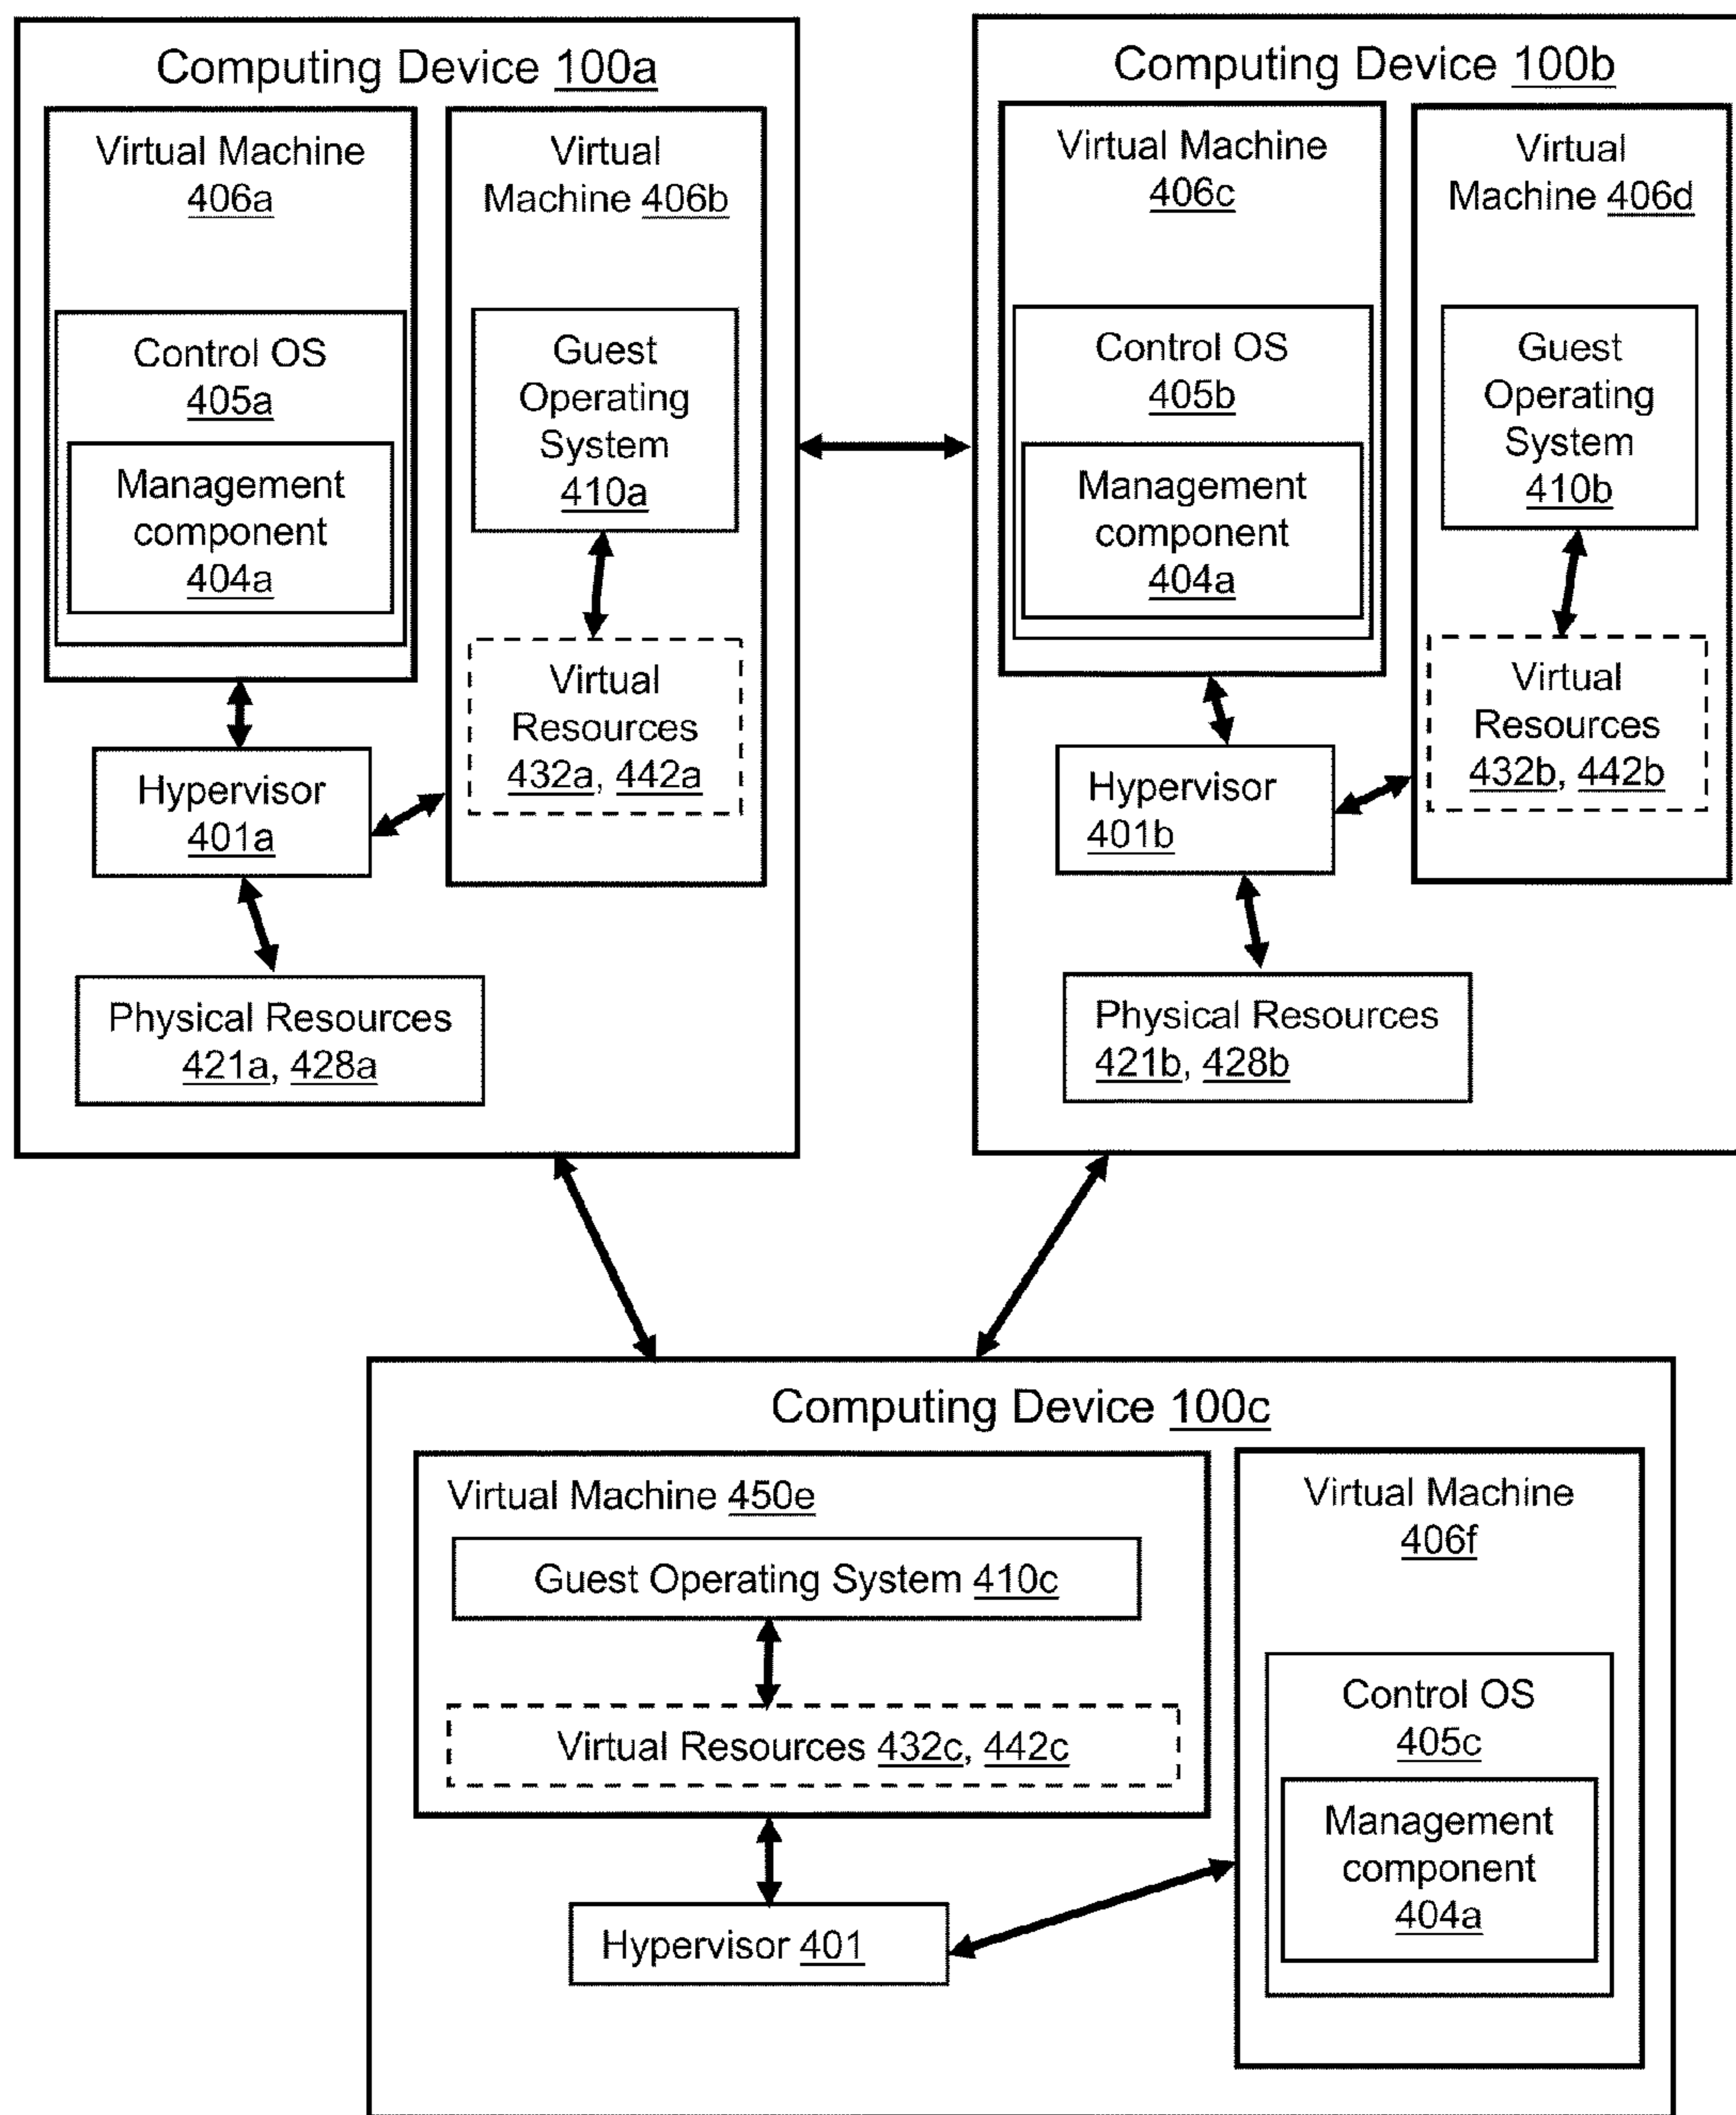 Computing Device 100a
Virtual Machine
406a
Control OS
405a
Management
component
404a
Virtual
Machine 406b
Guest
Operating
System
410a
Virtual
Resources
432a, 442a
Hypervisor
401a
Physical Resources
421a, 428a
Computing Device 100b
Virtual Machine
406c
Control OS
405b
Management
component
404a
Virtual
Machine 406d
Guest
Operating
System
410b
Virtual
Resources
432b, 442b
Hypervisor
401b
Physical Resources
421b, 428b
Computing Device 100c
Virtual Machine 450e
Guest Operating System 410c
Virtual Resources 432c, 442c
Hypervisor 401
Virtual Machine
406f
Control OS
405c
Management
component
404a